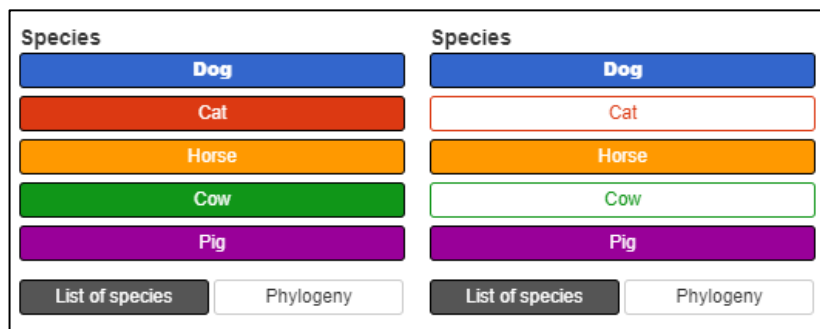 Species
Dog
Cat
Horse
Cow
Pig
List of species Phylogeny
Species
Dog
Cat
Horse
Cow
Pig
List of species Phylogeny